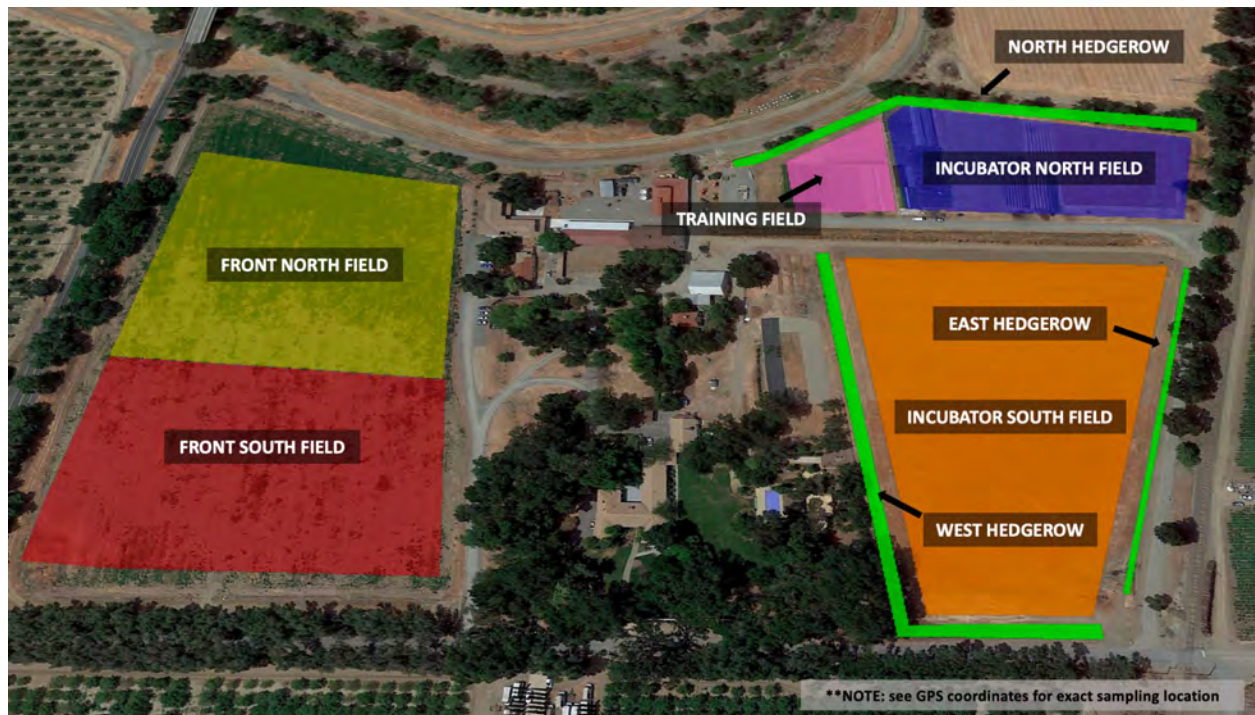 NORTH HEDGEROW
INCUBATOR NORTH FIELD
TRAINING FIELD
FRONT NORTH FIELD
EAST HEDGEROW
INCUBATOR SOUTH FIELD
FRONT SOUTH FIELD
WEST HEDGEROW
**NOTE: see GPS coordinates for exact sampling location